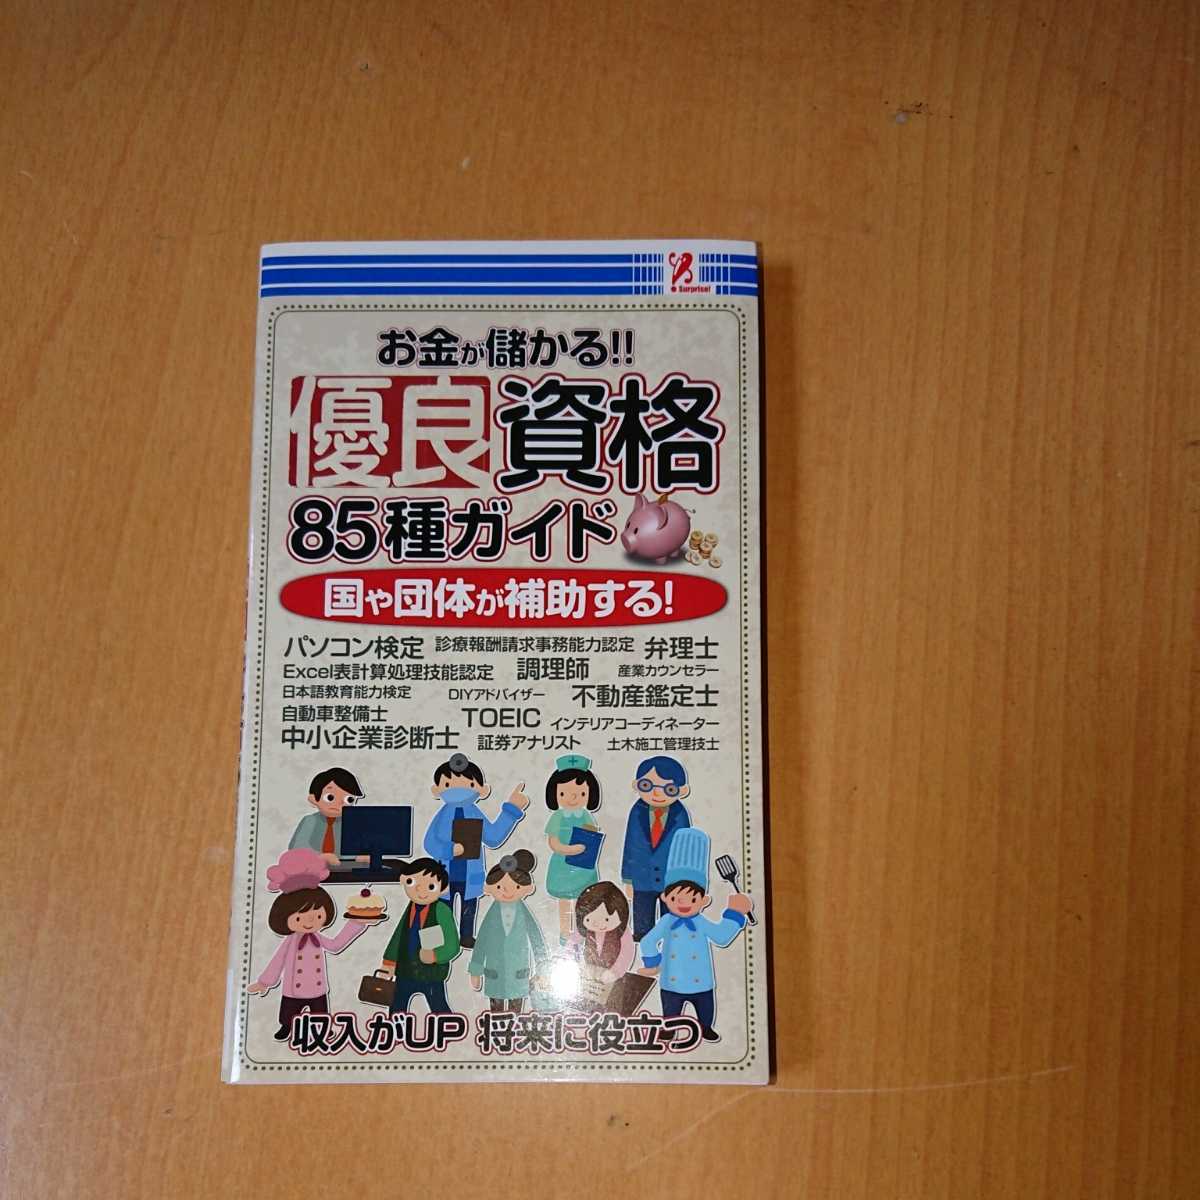 Surprise!
お金が儲かる!!
優良資格
85種ガイド
国や団体が補助する!
パソコン検定 診療報酬請求事務能力認定 弁理士
Excel表計算処理技能認定 調理師 産業カウンセラー
日本語教育能力検定 DIYアドバイザー 不動産鑑定士
自動車整備士 TOEIC インテリアコーディネーター
中小企業診断士 証券アナリスト 土木施工管理技士
収入がUP 将来に役立つ